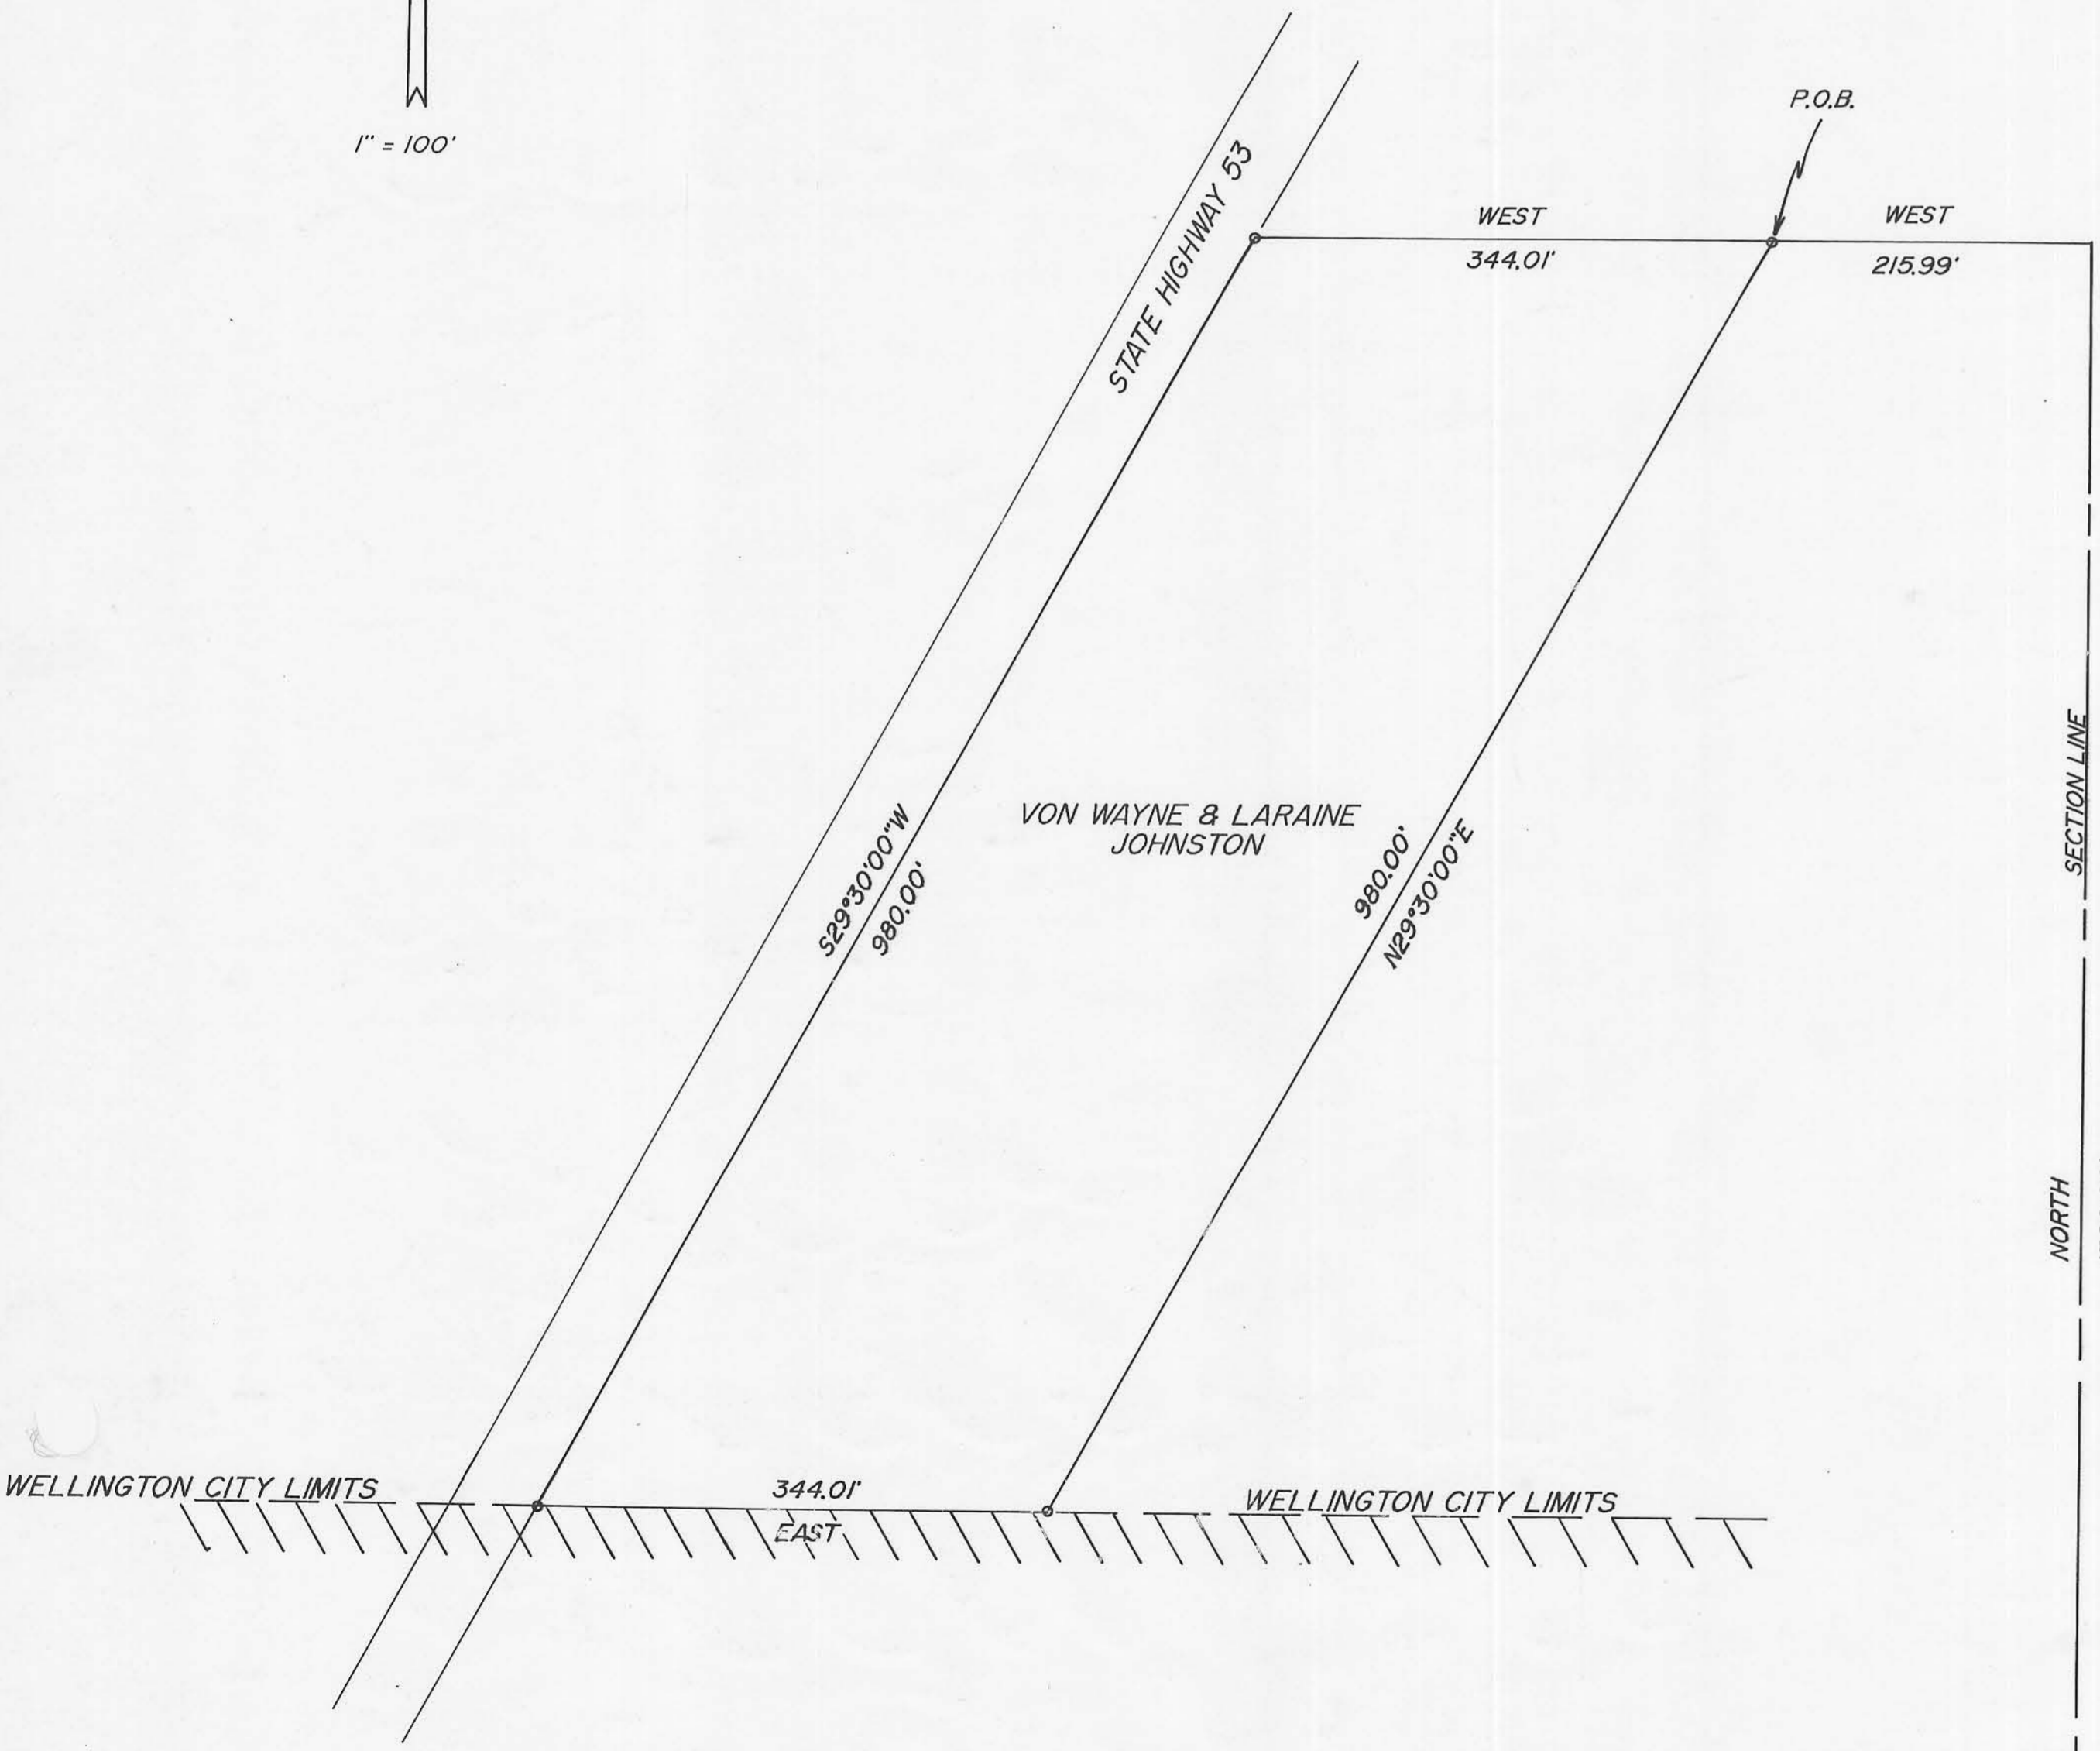 1" = 100'
P.O.B.
STATE HIGHWAY 53
WEST
344.01'
WEST
215.99'
SECTION LINE
VON WAYNE & LARAINE
JOHNSTON
S29°30'00"W
980.00'
980.00'
N29°30'00"E
NORTH
WELLINGTON CITY LIMITS
344.01'
EAST
WELLINGTON CITY LIMITS